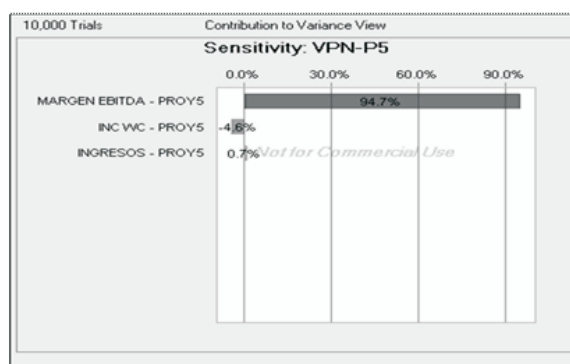 10,000 Trials Contribution to Variance View
Sensitivity: VPN-P5
0.0% 30.0% 60.0% 90.0%
MARGEN EBITDA - PROY5 94.7%
INC WC - PROY5 -4.6%
INGRESOS - PROY5 0.7%
Not for Commercial Use